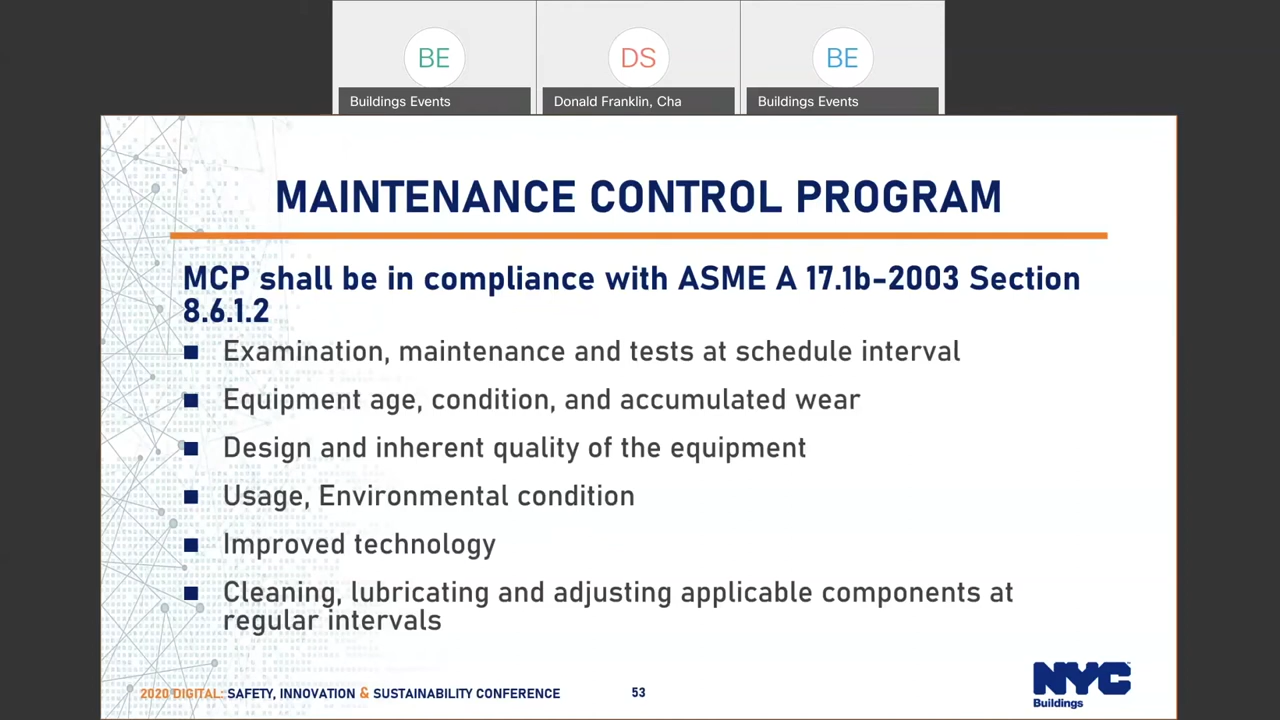 BE
DS
BE
Buildings Events
Donald Franklin, Cha
Buildings Events
MAINTENANCE CONTROL PROGRAM
MCP shall be in compliance with ASME A 17.1b-2003 Section
8.6.1.2
Examination, maintenance and tests at schedule interval
Equipment age, condition, and accumulated wear
Design and inherent quality of the equipment
Usage, Environmental condition
Improved technology
Cleaning, lubricating and adjusting applicable components at
regular intervals
2020 DIGITAL: SAFETY, INNOVATION & SUSTAINABILITY CONFERENCE
53
NYC
Buildings